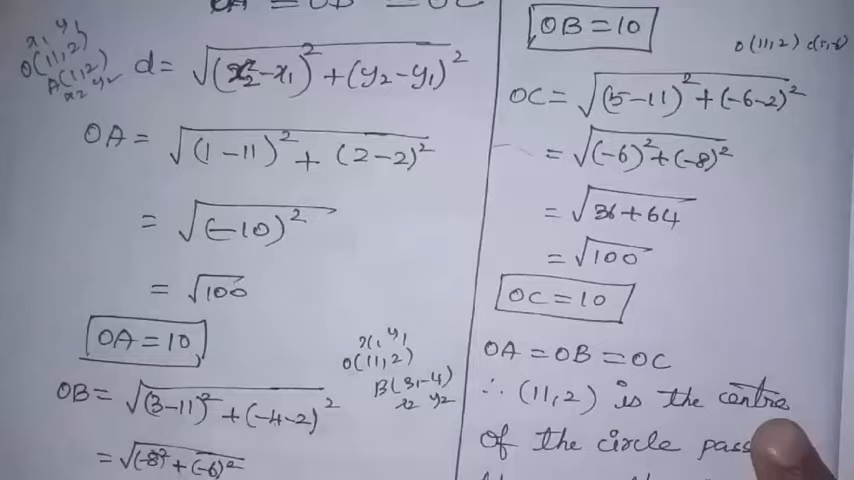 OA = OB = OC
x₁ y₁
O(11,2)
A(1,2)
x₂ y₂
d = √(x₂-x₁)² + (y₂-y₁)²
OA = √(1-11)² + (2-2)²
= √(-10)²
= √100
OA = 10
x₁ y₁
O(11,2)
B(3,-4)
x₂ y₂
OB = √(3-11)² + (-4-2)²
= √(-8)² + (-6)²
OB = 10
O(11,2) C(5,-6)
OC = √(5-11)² + (-6-2)²
= √(-6)² + (-8)²
= √36+64
= √100
OC = 10
OA = OB = OC
∴ (11,2) is the centre
of the circle pass